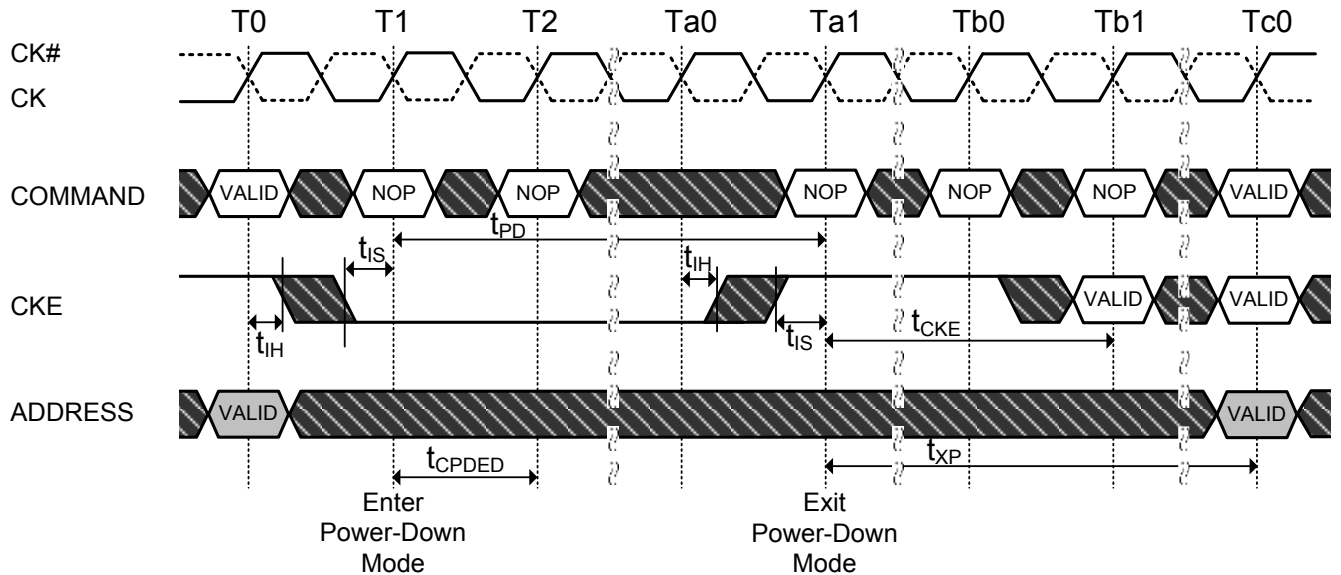 T0 T1 T2 Ta0 Ta1 Tb0 Tb1 Tc0
CK#
CK
COMMAND VALID NOP NOP NOP NOP NOP VALID
tPD
tIS tIH
CKE VALID VALID
tIH tIS tCKE
ADDRESS VALID VALID
tCPDED tXP
Enter
Power-Down
Mode
Exit
Power-Down
Mode